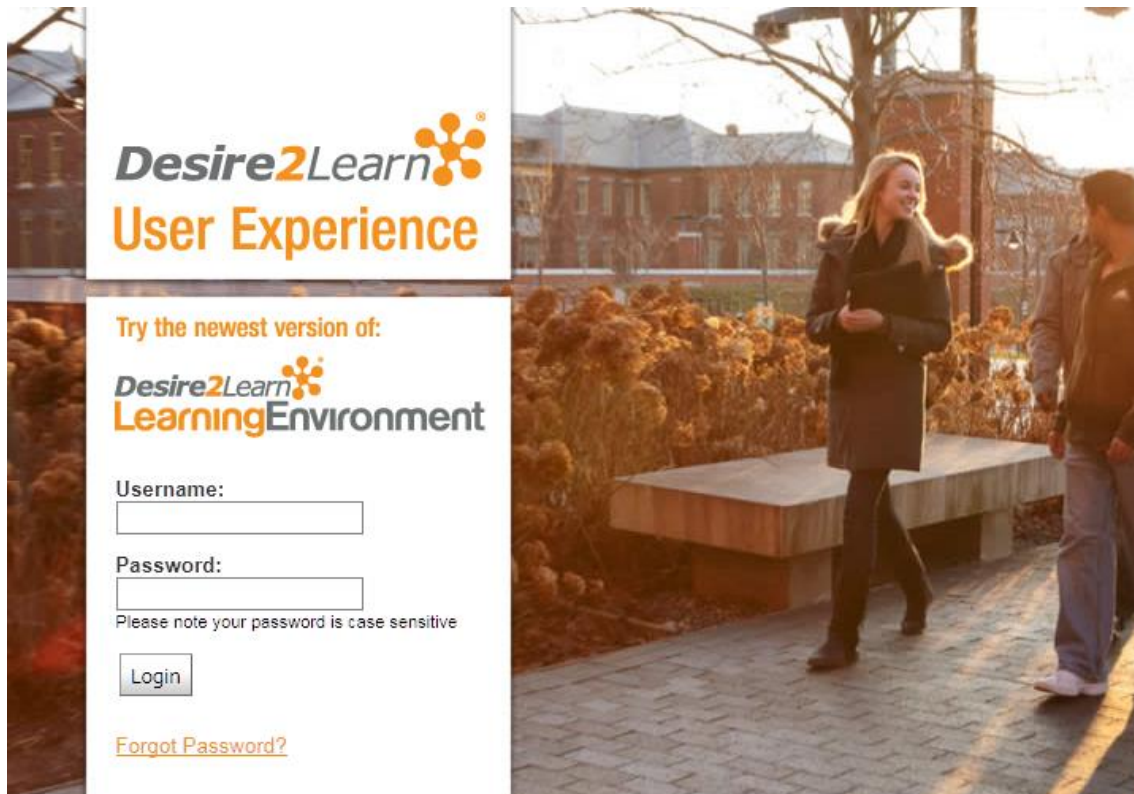 Desire2Learn®
User Experience
Try the newest version of:
Desire2Learn®
LearningEnvironment
Username:
Password:
Please note your password is case sensitive
Login
Forgot Password?